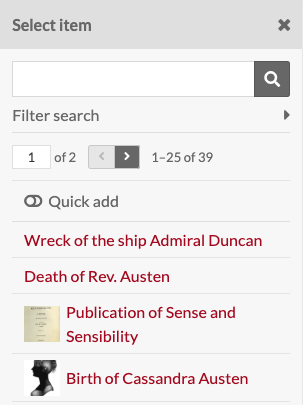 Select item
Filter search
1 of 2 1–25 of 39
Quick add
Wreck of the ship Admiral Duncan
Death of Rev. Austen
Publication of Sense and
Sensibility
Birth of Cassandra Austen